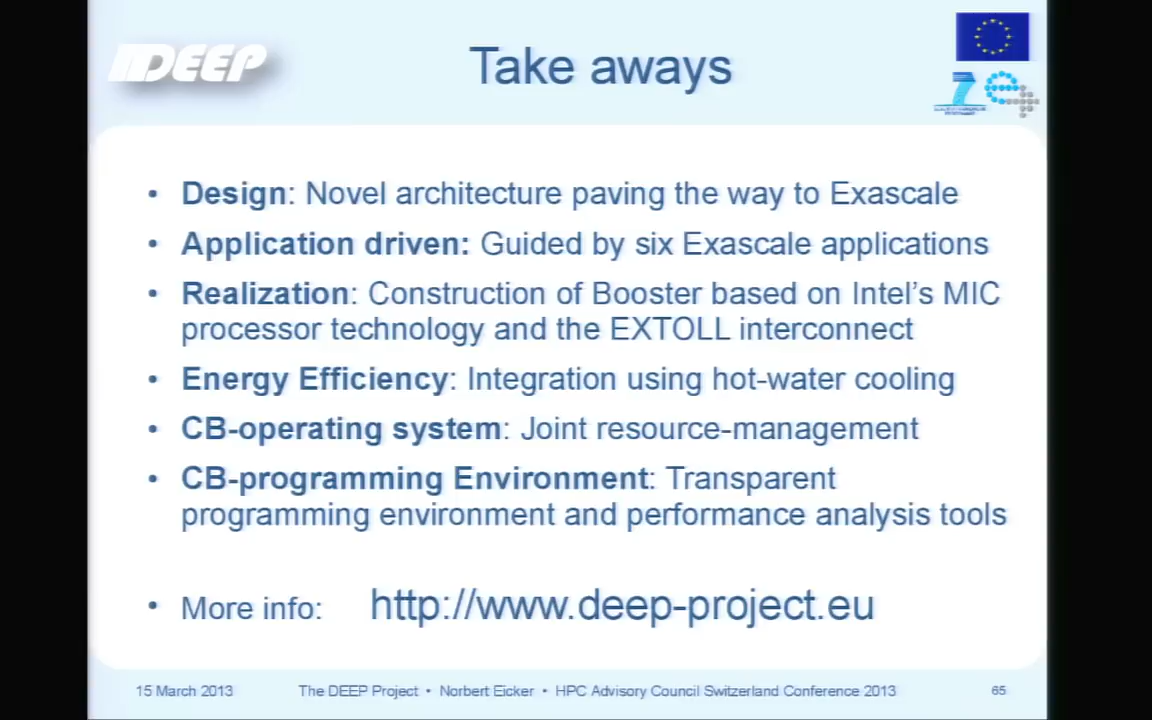 DEEP
Take aways
• Design: Novel architecture paving the way to Exascale
• Application driven: Guided by six Exascale applications
• Realization: Construction of Booster based on Intel's MIC
processor technology and the EXTOLL interconnect
• Energy Efficiency: Integration using hot-water cooling
• CB-operating system: Joint resource-management
• CB-programming Environment: Transparent
programming environment and performance analysis tools
• More info: http://www.deep-project.eu
15 March 2013 The DEEP Project • Norbert Eicker • HPC Advisory Council Switzerland Conference 2013 65